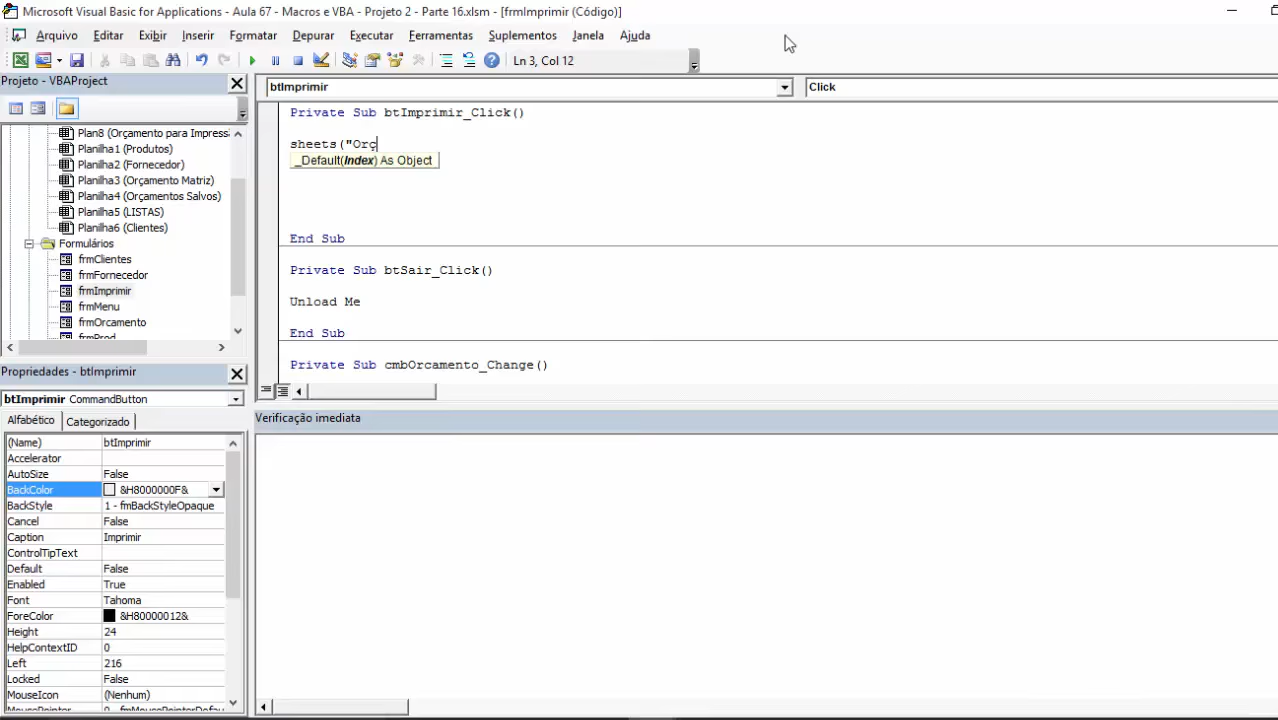 Microsoft Visual Basic for Applications - Aula 67 - Macros e VBA - Projeto 2 - Parte 16.xlsm - [frmImprimir (Código)]
Arquivo Editar Exibir Inserir Formatar Depurar Executar Ferramentas Suplementos Janela Ajuda
Ln 3, Col 12
Projeto - VBAProject
Plan8 (Orçamento para Impress
Planilha1 (Produtos)
Planilha2 (Fornecedor)
Planilha3 (Orçamento Matriz)
Planilha4 (Orçamentos Salvos)
Planilha5 (LISTAS)
Planilha6 (Clientes)
Formulários
frmClientes
frmFornecedor
frmImprimir
frmMenu
frmOrcamento
frmProd
Propriedades - btImprimir
btImprimir CommandButton
Alfabético Categorizado
(Name) btImprimir
Accelerator
AutoSize False
BackColor &H8000000F&
BackStyle 1 - fmBackStyleOpaque
Cancel False
Caption Imprimir
ControlTipText
Default False
Enabled True
Font Tahoma
ForeColor &H80000012&
Height 24
HelpContextID 0
Left 216
Locked False
MouseIcon (Nenhum)
MousePointer 0 - fmMousePointerDefau
btImprimir Click
Private Sub btImprimir_Click()
sheets("Orç
_Default(Index) As Object
End Sub
Private Sub btSair_Click()
Unload Me
End Sub
Private Sub cmbOrcamento_Change()
Verificação imediata